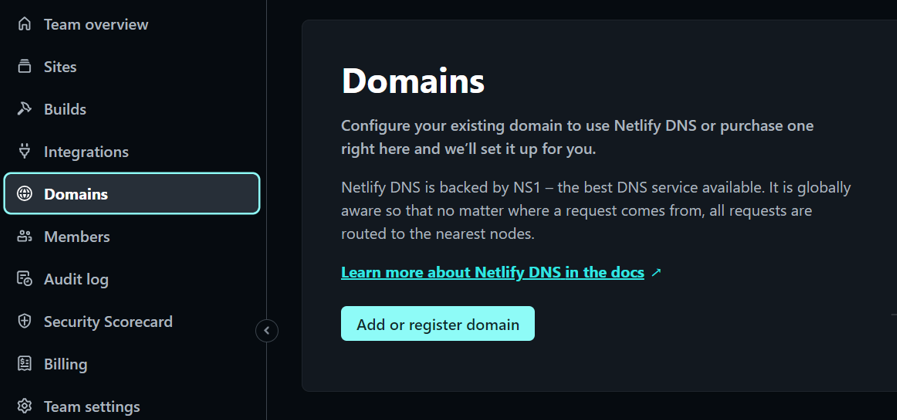 Team overview
Sites
Builds
Integrations
Domains
Members
Audit log
Security Scorecard
Billing
Team settings
Domains
Configure your existing domain to use Netlify DNS or purchase one
right here and we’ll set it up for you.
Netlify DNS is backed by NS1 – the best DNS service available. It is globally
aware so that no matter where a request comes from, all requests are
routed to the nearest nodes.
Learn more about Netlify DNS in the docs
Add or register domain